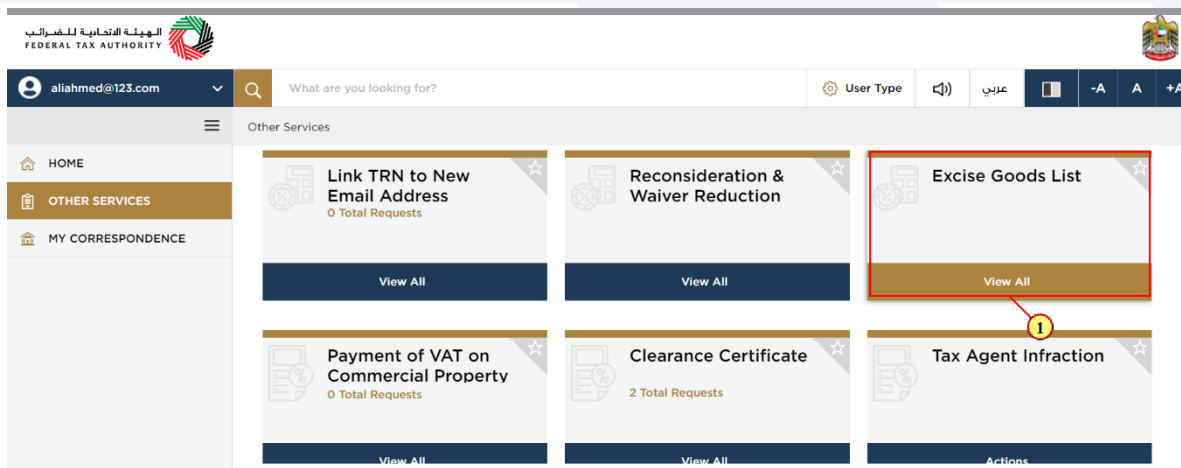 الهيئة الاتحادية للضرائب
FEDERAL TAX AUTHORITY
aliahmed@123.com
What are you looking for?
User Type
عربي
-A
A
+A
Other Services
HOME
OTHER SERVICES
MY CORRESPONDENCE
Link TRN to New
Email Address
0 Total Requests
View All
Reconsideration &
Waiver Reduction
View All
Excise Goods List
View All
1
Payment of VAT on
Commercial Property
0 Total Requests
View All
Clearance Certificate
2 Total Requests
View All
Tax Agent Infraction
Actions